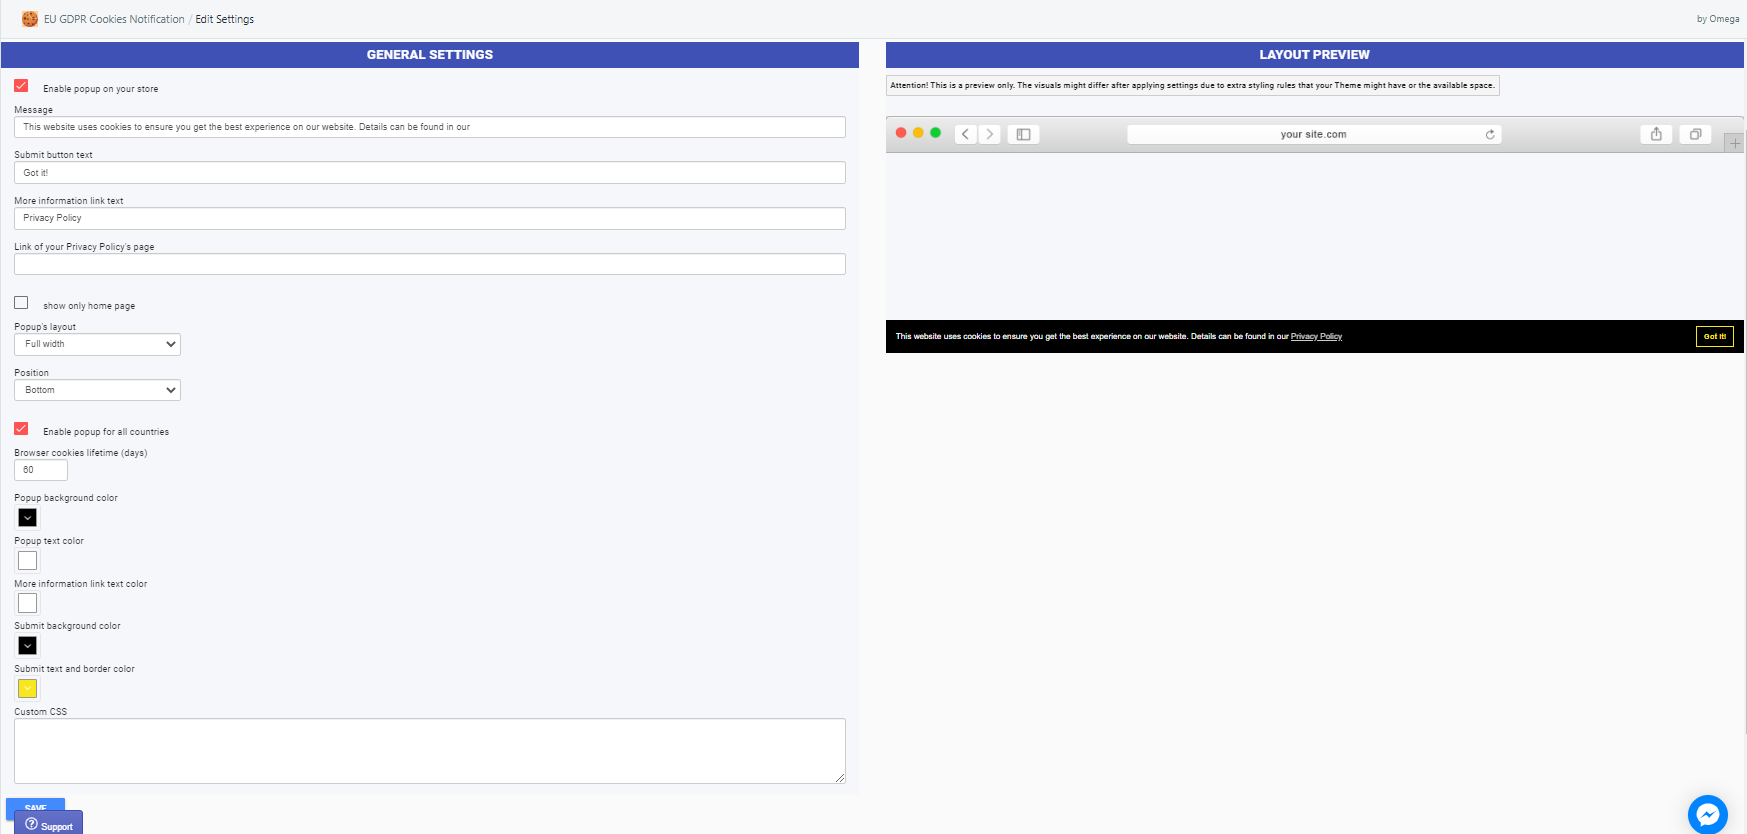 EU GDPR Cookies Notification / Edit Settings
by Omega
GENERAL SETTINGS
Enable popup on your store
Message
This website uses cookies to ensure you get the best experience on our website. Details can be found in our
Submit button text
Got it!
More information link text
Privacy Policy
Link of your Privacy Policy's page
show only home page
Popup's layout
Full width
Position
Bottom
Enable popup for all countries
Browser cookies lifetime (days)
60
Popup background color
Popup text color
More information link text color
Submit background color
Submit text and border color
Custom CSS
SAVE
Support
LAYOUT PREVIEW
Attention! This is a preview only. The visuals might differ after applying settings due to extra styling rules that your Theme might have or the available space.
your site.com
This website uses cookies to ensure you get the best experience on our website. Details can be found in our Privacy Policy
Got it!